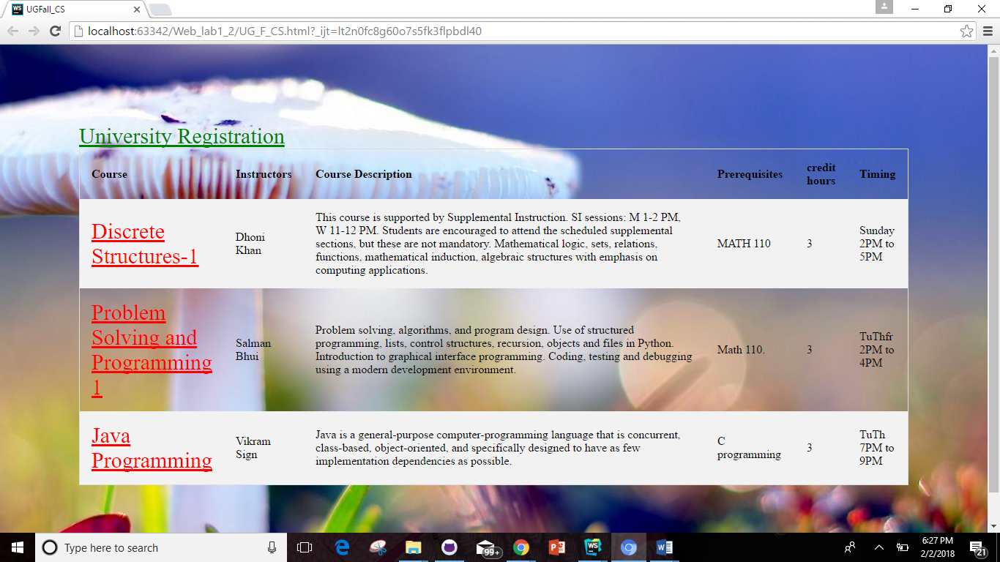 UGFall_CS
localhost:63342/Web_lab1_2/UG_F_CS.html?_ijt=lt2n0fc8g60o7s5fk3flpbdl40
University Registration
Course Instructors Course Description Prerequisites credit hours Timing
Discrete
Structures-1
Dhoni
Khan
This course is supported by Supplemental Instruction. SI sessions: M 1-2 PM,
W 11-12 PM. Students are encouraged to attend the scheduled supplemental
sections, but these are not mandatory. Mathematical logic, sets, relations,
functions, mathematical induction, algebraic structures with emphasis on
computing applications.
MATH 110
3
Sunday
2PM to
5PM
Problem
Solving and
Programming
1
Salman
Bhui
Problem solving, algorithms, and program design. Use of structured
programming, lists, control structures, recursion, objects and files in Python.
Introduction to graphical interface programming. Coding, testing and debugging
using a modern development environment.
Math 110.
3
TuThfr
2PM to
4PM
Java
Programming
Vikram
Sign
Java is a general-purpose computer-programming language that is concurrent,
class-based, object-oriented, and specifically designed to have as few
implementation dependencies as possible.
C
programming
3
TuTh
7PM to
9PM
Type here to search
99+
6:27 PM
2/2/2018
21